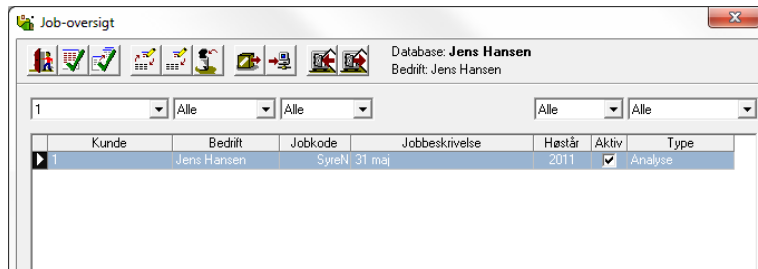 Job-oversigt
Database: Jens Hansen
Bedrift: Jens Hansen
1 Alle Alle Alle Alle
Kunde Bedrift Jobkode Jobbeskrivelse Høstår Aktiv Type
1 Jens Hansen SyreN 31 maj 2011 Analyse